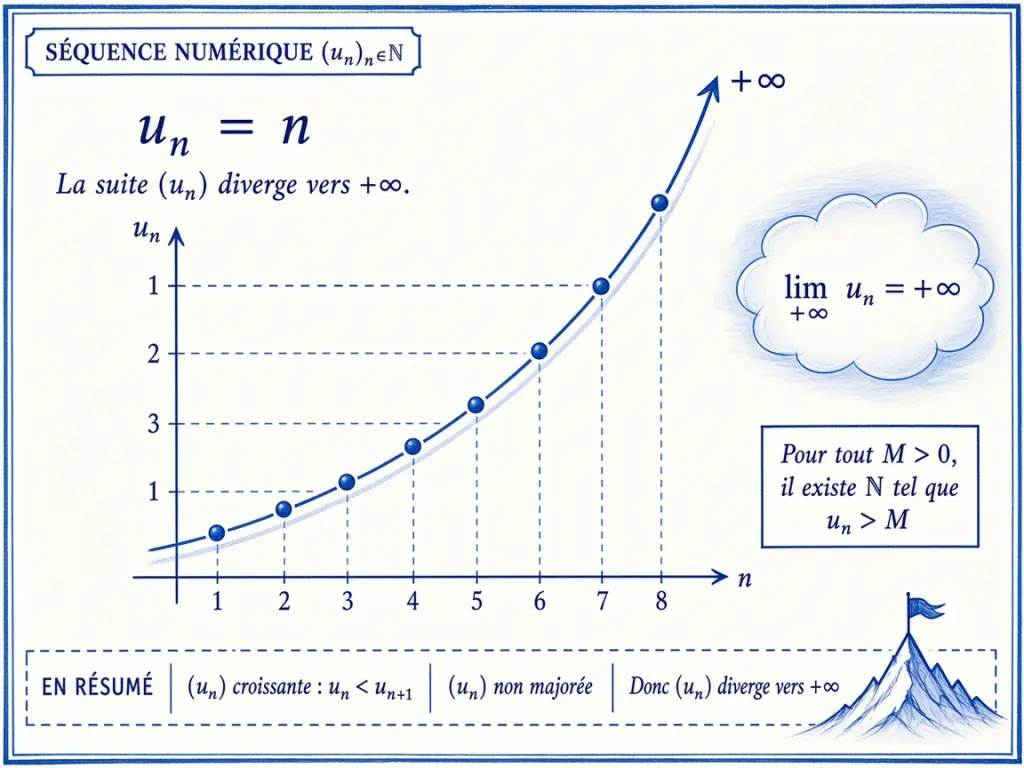 SÉQUENCE NUMÉRIQUE (uₙ)ₙ∈ℕ
uₙ = n
La suite (uₙ) diverge vers +∞.
+∞
uₙ
1
2
3
1
1 2 3 4 5 6 7 8
n
lim uₙ = +∞
+∞
Pour tout M > 0,
il existe ℕ tel que
uₙ > M
EN RÉSUMÉ
(uₙ) croissante : uₙ < uₙ₊₁
(uₙ) non majorée
Donc (uₙ) diverge vers +∞